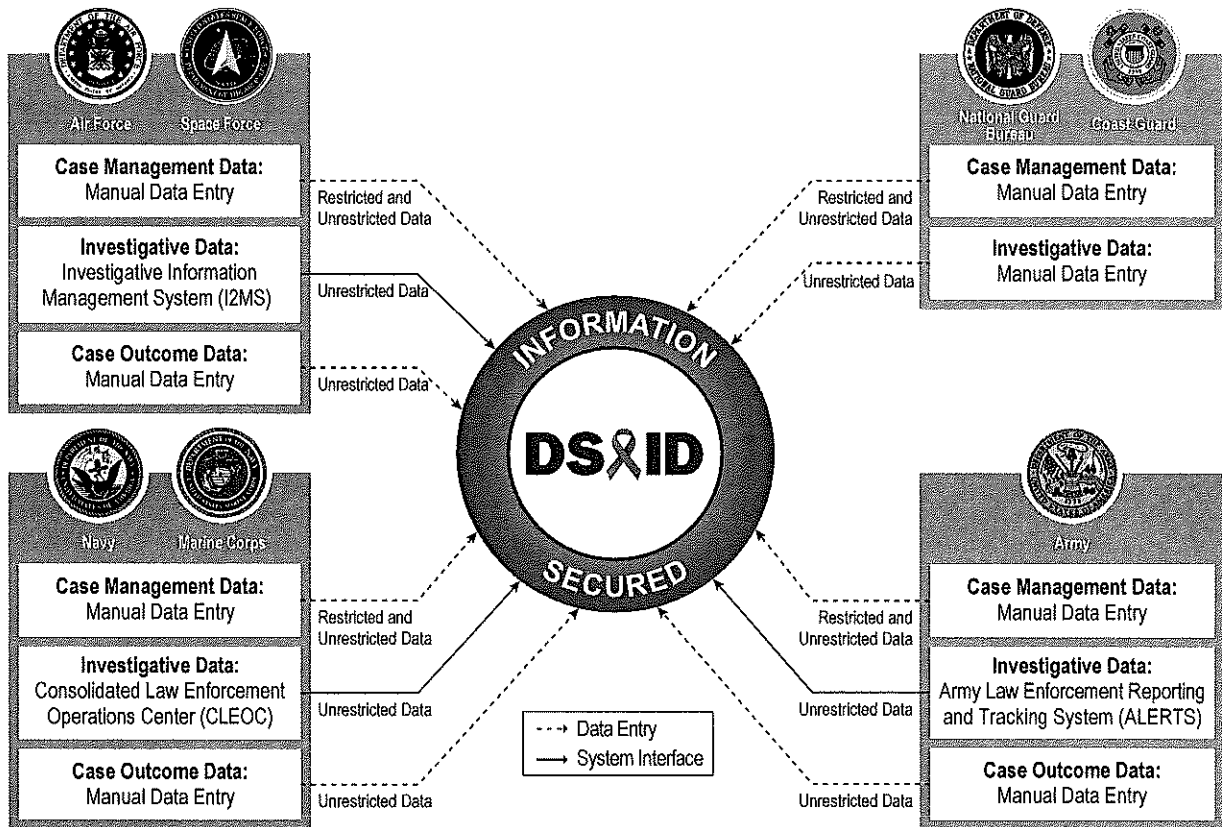 Air Force
Space Force
Case Management Data:
Manual Data Entry
Restricted and
Unrestricted Data
Investigative Data:
Investigative Information
Management System (I2MS)
Unrestricted Data
Case Outcome Data:
Manual Data Entry
Unrestricted Data
National Guard
Bureau
Coast Guard
Case Management Data:
Manual Data Entry
Restricted and
Unrestricted Data
Investigative Data:
Manual Data Entry
Unrestricted Data
INFORMATION
DSAID
SECURED
Navy
Marine Corps
Case Management Data:
Manual Data Entry
Restricted and
Unrestricted Data
Investigative Data:
Consolidated Law Enforcement
Operations Center (CLEOC)
Unrestricted Data
Case Outcome Data:
Manual Data Entry
Unrestricted Data
Data Entry
System Interface
Army
Case Management Data:
Manual Data Entry
Restricted and
Unrestricted Data
Investigative Data:
Army Law Enforcement Reporting
and Tracking System (ALERTS)
Unrestricted Data
Case Outcome Data:
Manual Data Entry
Unrestricted Data